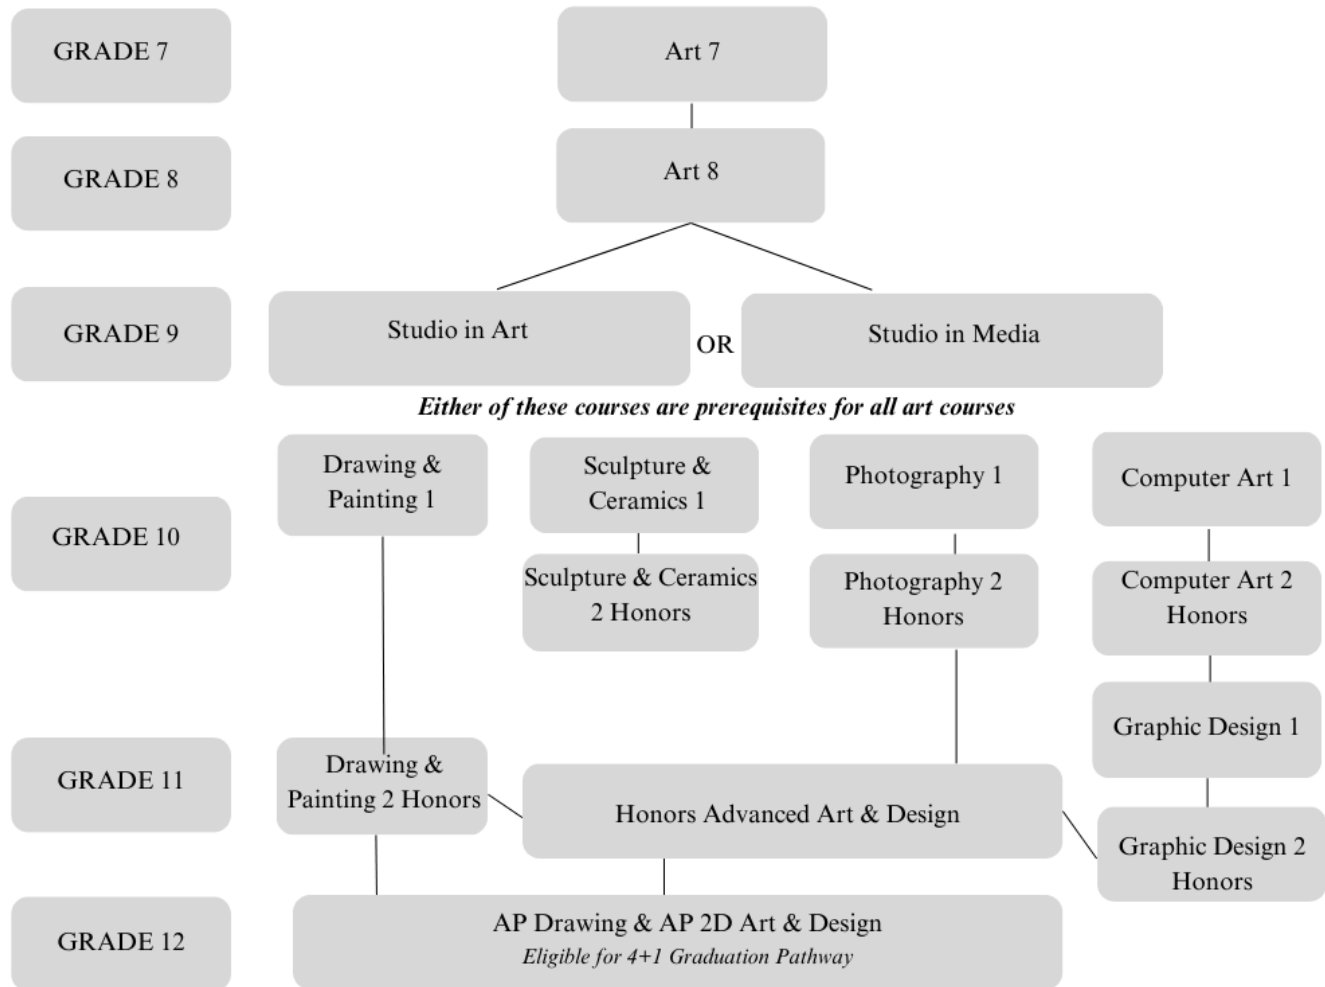 GRADE 7
Art 7
GRADE 8
Art 8
GRADE 9
Studio in Art
OR
Studio in Media
Either of these courses are prerequisites for all art courses
GRADE 10
Drawing &
Painting 1
Sculpture &
Ceramics 1
Photography 1
Computer Art 1
Sculpture & Ceramics
2 Honors
Photography 2
Honors
Computer Art 2
Honors
Graphic Design 1
GRADE 11
Drawing &
Painting 2 Honors
Honors Advanced Art & Design
Graphic Design 2
Honors
GRADE 12
AP Drawing & AP 2D Art & Design
Eligible for 4+1 Graduation Pathway